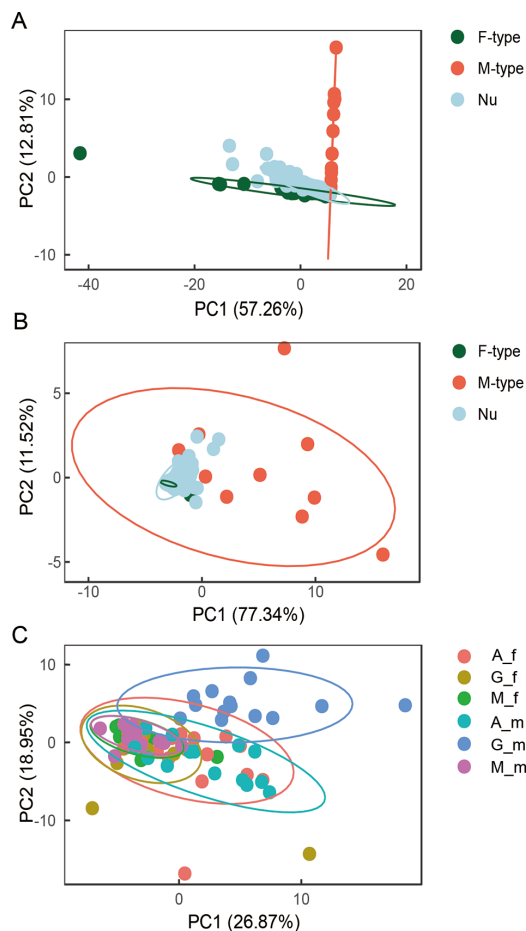 A
F-type
M-type
Nu
PC2 (12.81%)
10
0
-10
-40
-20
0
20
PC1 (57.26%)
B
F-type
M-type
Nu
PC2 (11.52%)
5
0
-5
-10
0
10
PC1 (77.34%)
C
A_f
G_f
M_f
A_m
G_m
M_m
PC2 (18.95%)
10
0
-10
0
10
PC1 (26.87%)